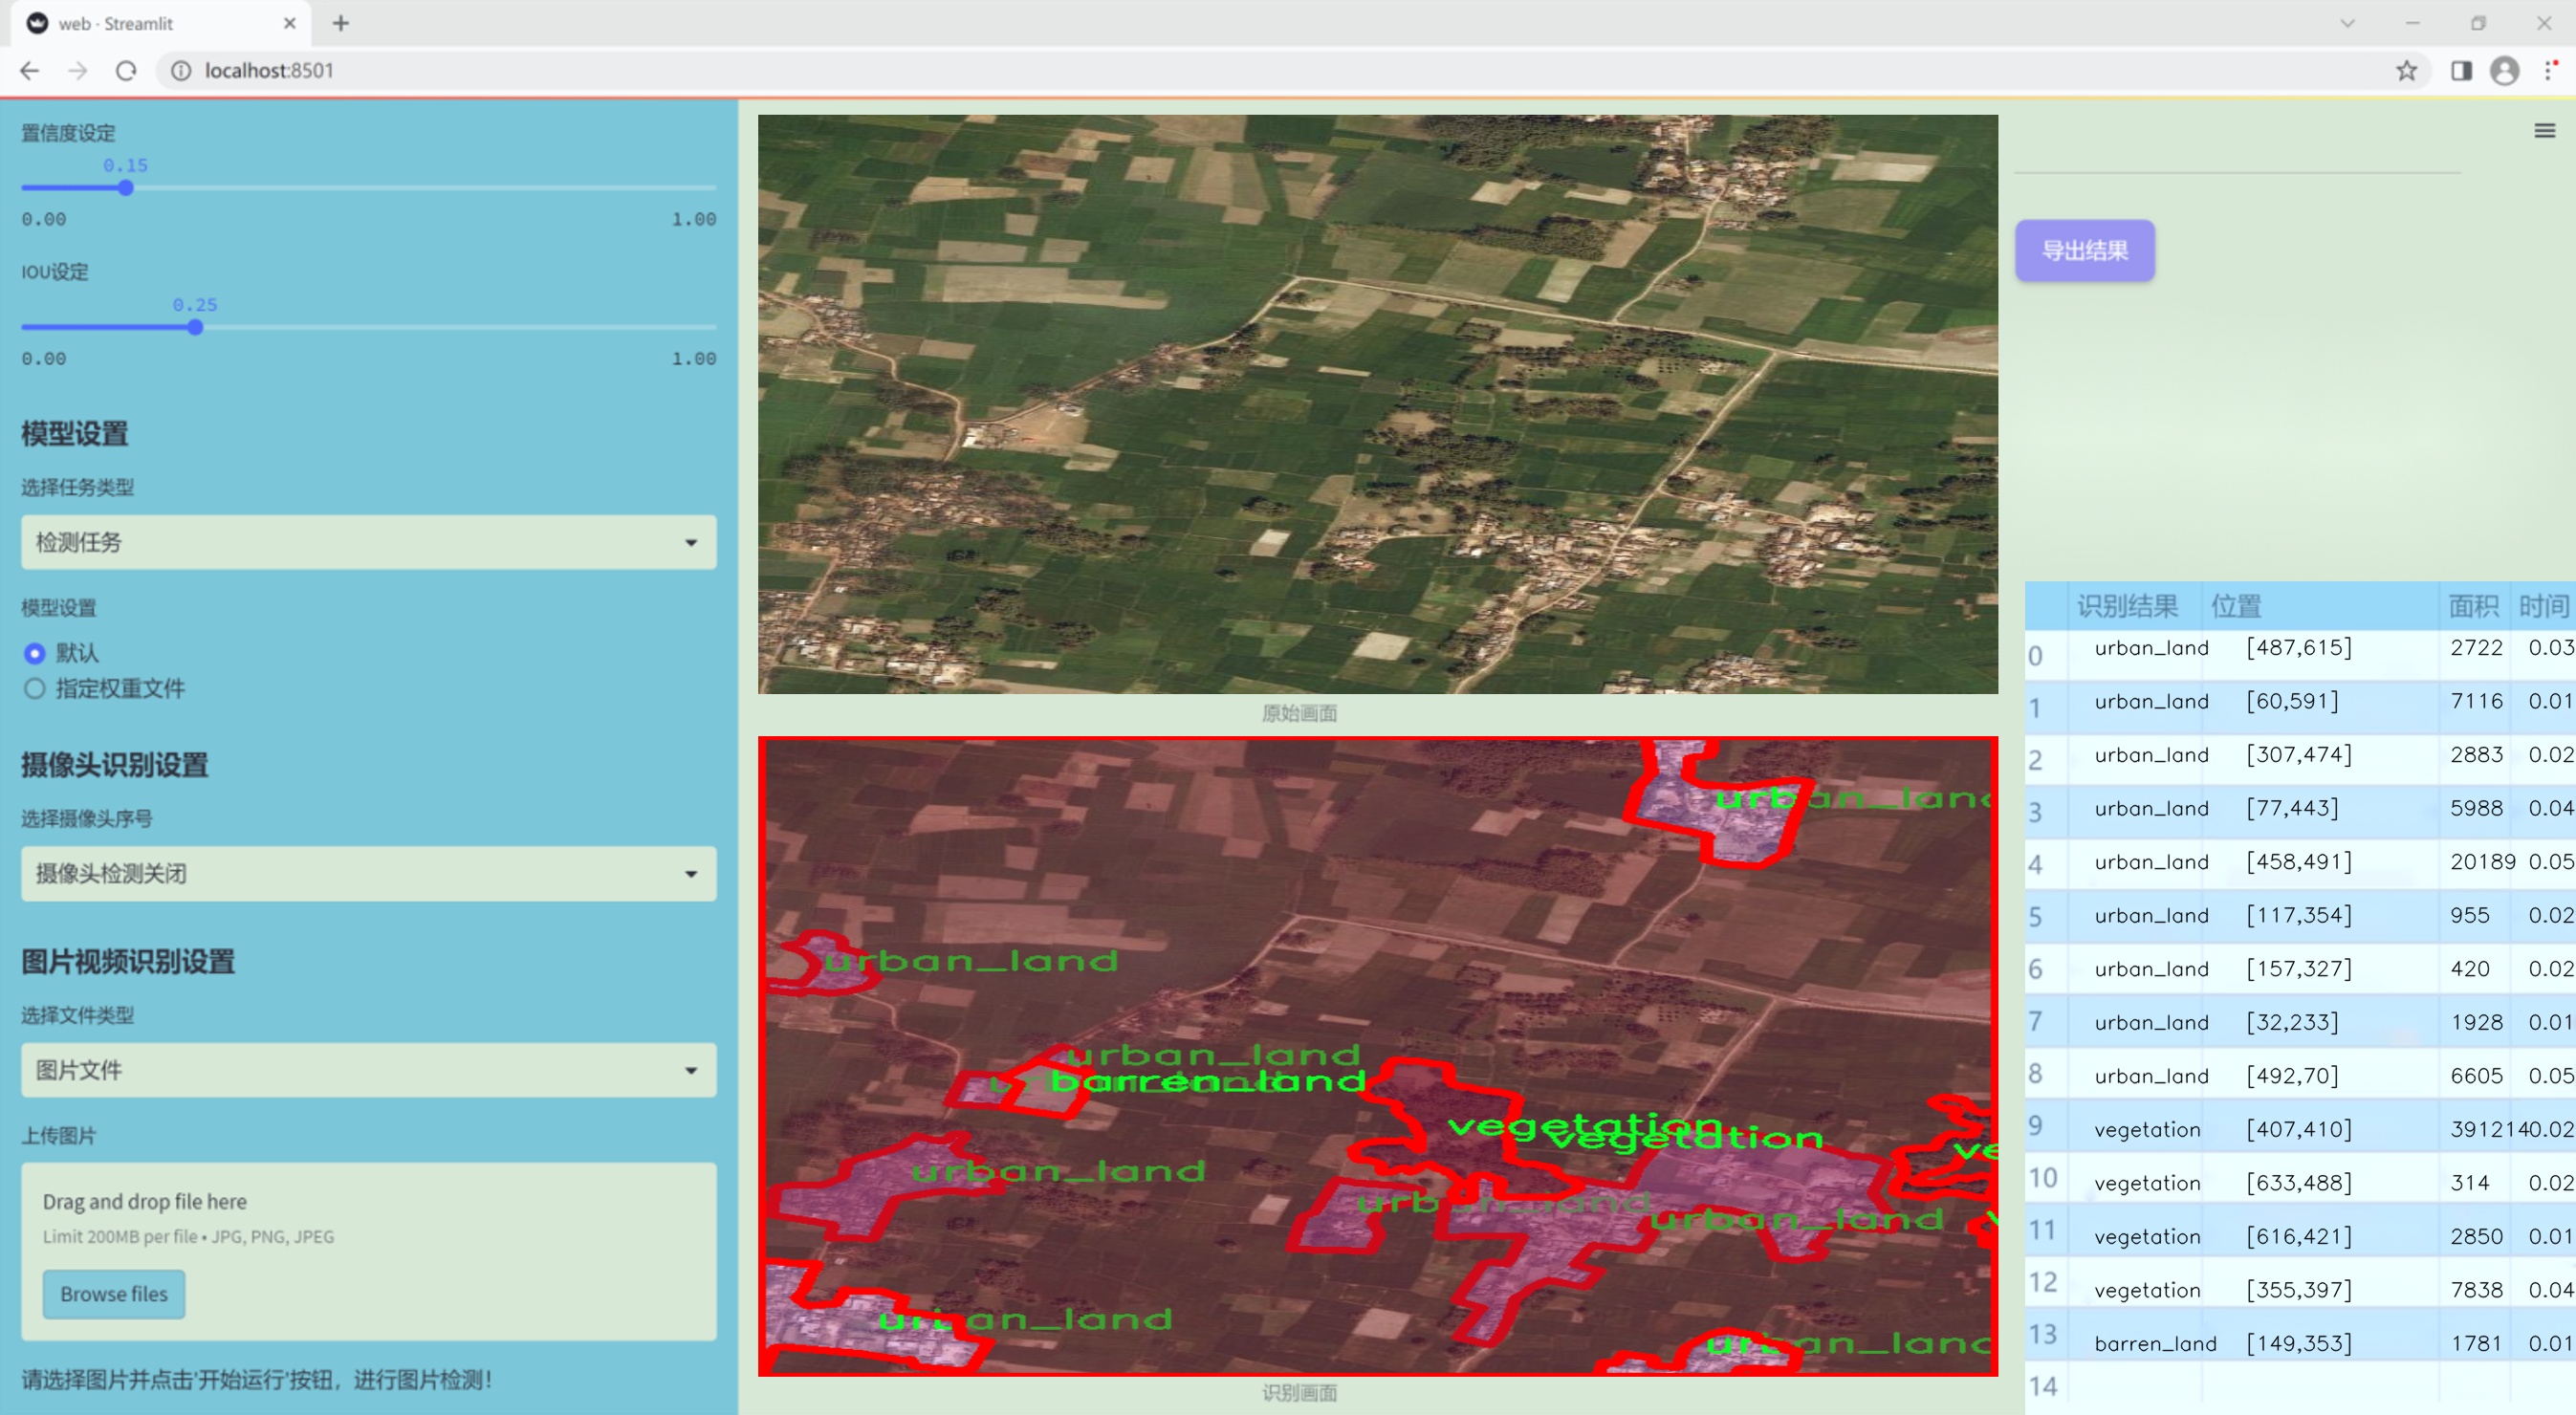 web · Streamlit
localhost:8501
置信度设定
0.15
0.00 1.00
IOU设定
0.25
0.00 1.00
模型设置
选择任务类型
检测任务
模型设置
默认
指定权重文件
摄像头识别设置
选择摄像头序号
摄像头检测关闭
图片视频识别设置
选择文件类型
图片文件
上传图片
Drag and drop file here
Limit 200MB per file • JPG, PNG, JPEG
Browse files
请选择图片并点击'开始运行'按钮，进行图片检测！
原始画面
urban_land
urban_land
urban_land
barren_land
vegetation
vegetation
urban_land
urban_land
urban_land
urban_land
urban_land
识别画面
导出结果
识别结果 位置 面积 时间
0 urban_land [487,615] 2722 0.03
1 urban_land [60,591] 7116 0.01
2 urban_land [307,474] 2883 0.02
3 urban_land [77,443] 5988 0.04
4 urban_land [458,491] 20189 0.05
5 urban_land [117,354] 955 0.02
6 urban_land [157,327] 420 0.02
7 urban_land [32,233] 1928 0.01
8 urban_land [492,70] 6605 0.05
9 vegetation [407,410] 391214 0.02
10 vegetation [633,488] 314 0.02
11 vegetation [616,421] 2850 0.01
12 vegetation [355,397] 7838 0.04
13 barren_land [149,353] 1781 0.01
14